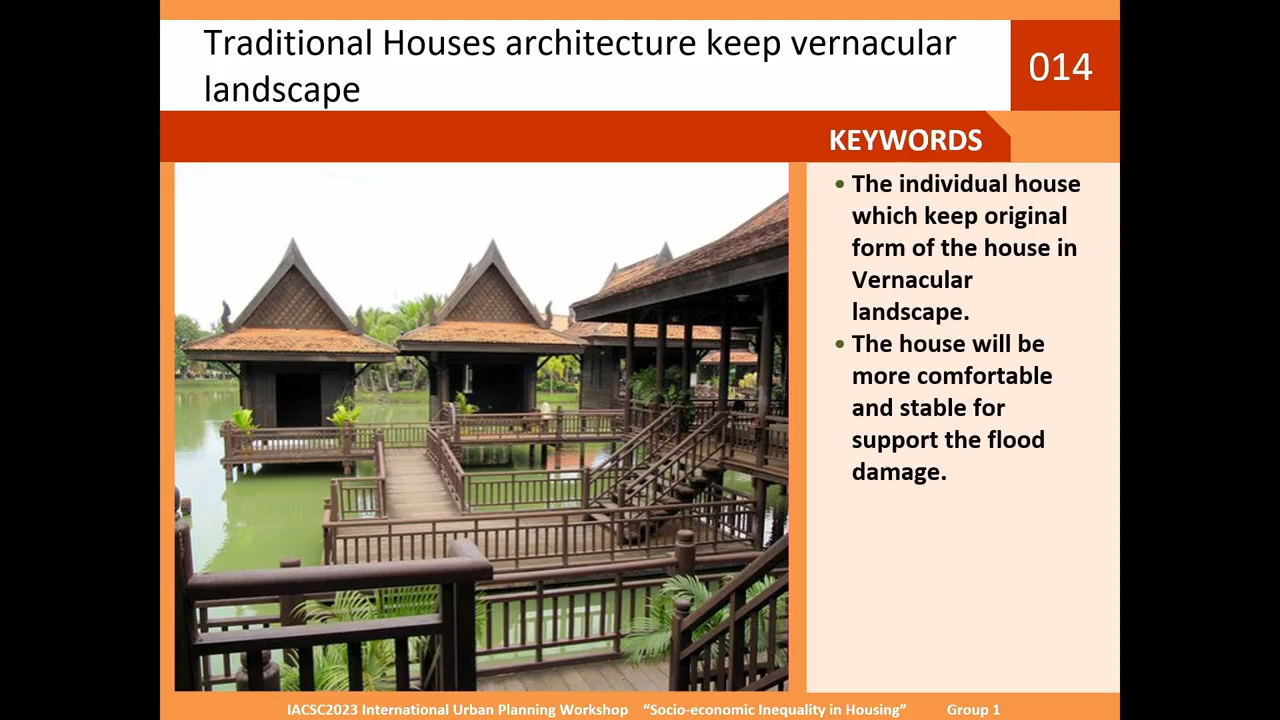 Traditional Houses architecture keep vernacular
landscape
014
KEYWORDS
• The individual house
which keep original
form of the house in
Vernacular
landscape.
• The house will be
more comfortable
and stable for
support the flood
damage.
IACSC2023 International Urban Planning Workshop “Socio-economic Inequality in Housing” Group 1